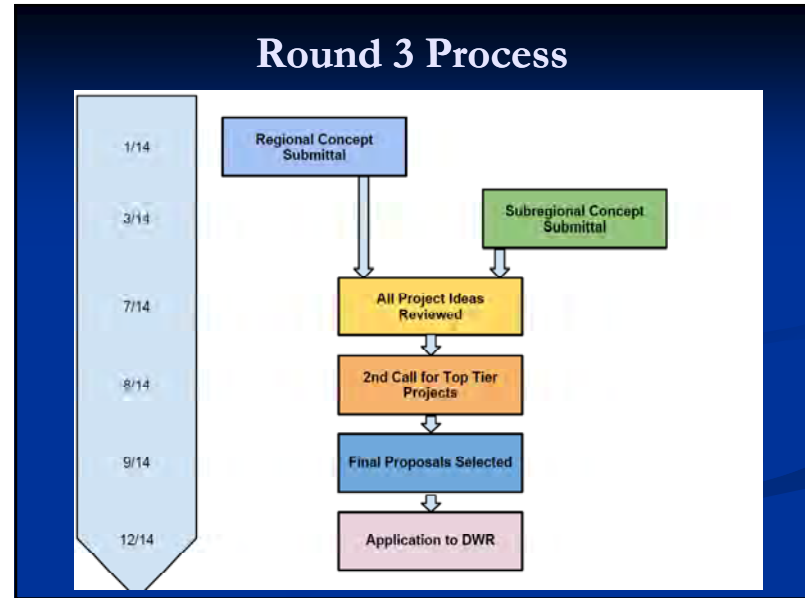 Round 3 Process
1/14
Regional Concept
Submittal
3/14
Subregional Concept
Submittal
7/14
All Project Ideas
Reviewed
8/14
2nd Call for Top Tier
Projects
9/14
Final Proposals Selected
12/14
Application to DWR